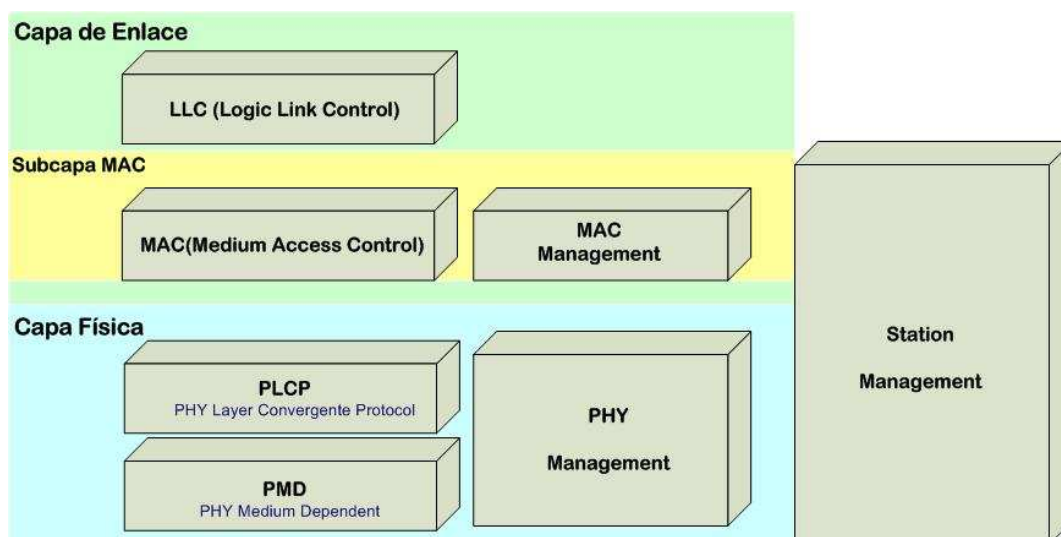 Capa de Enlace
LLC (Logic Link Control)
Subcapa MAC
MAC(Medium Access Control)
MAC
Management
Capa Física
PLCP
PHY Layer Convergente Protocol
PMD
PHY Medium Dependent
PHY
Management
Station
Management